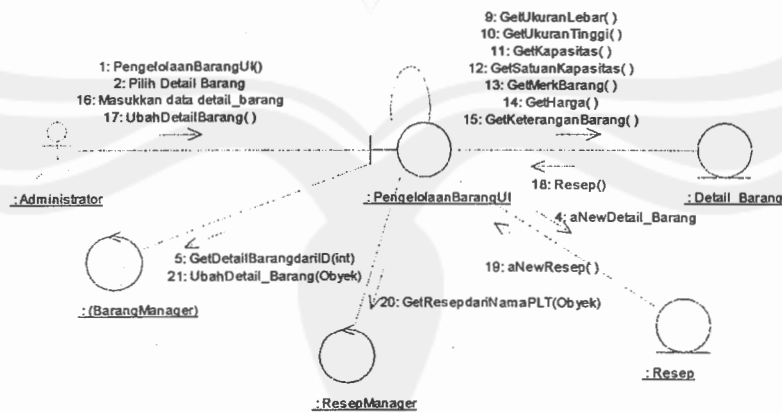 9: GetUkuranLebar( )
10: GetUkuranTinggi( )
11: GetKapasitas( )
12: GetSatuanKapasitas( )
13: GetMerkBarang( )
14: GetHarga( )
15: GetKeteranganBarang( )
1: PengelolaanBarangUI()
2: Pilih Detail Barang
16: Masukkan data detail_barang
17: UbahDetailBarang( )
: Administrator
: PengelolaanBarangUI
18: Resep()
: Detail Barang
4: aNewDetail_Barang
5: GetDetailBarangdariID(int)
21: UbahDetail_Barang(Obyek)
19: aNewResep( )
: (BarangManager)
20: GetResepdariNamaPLT(Obyek)
: Resep
: ResepManager